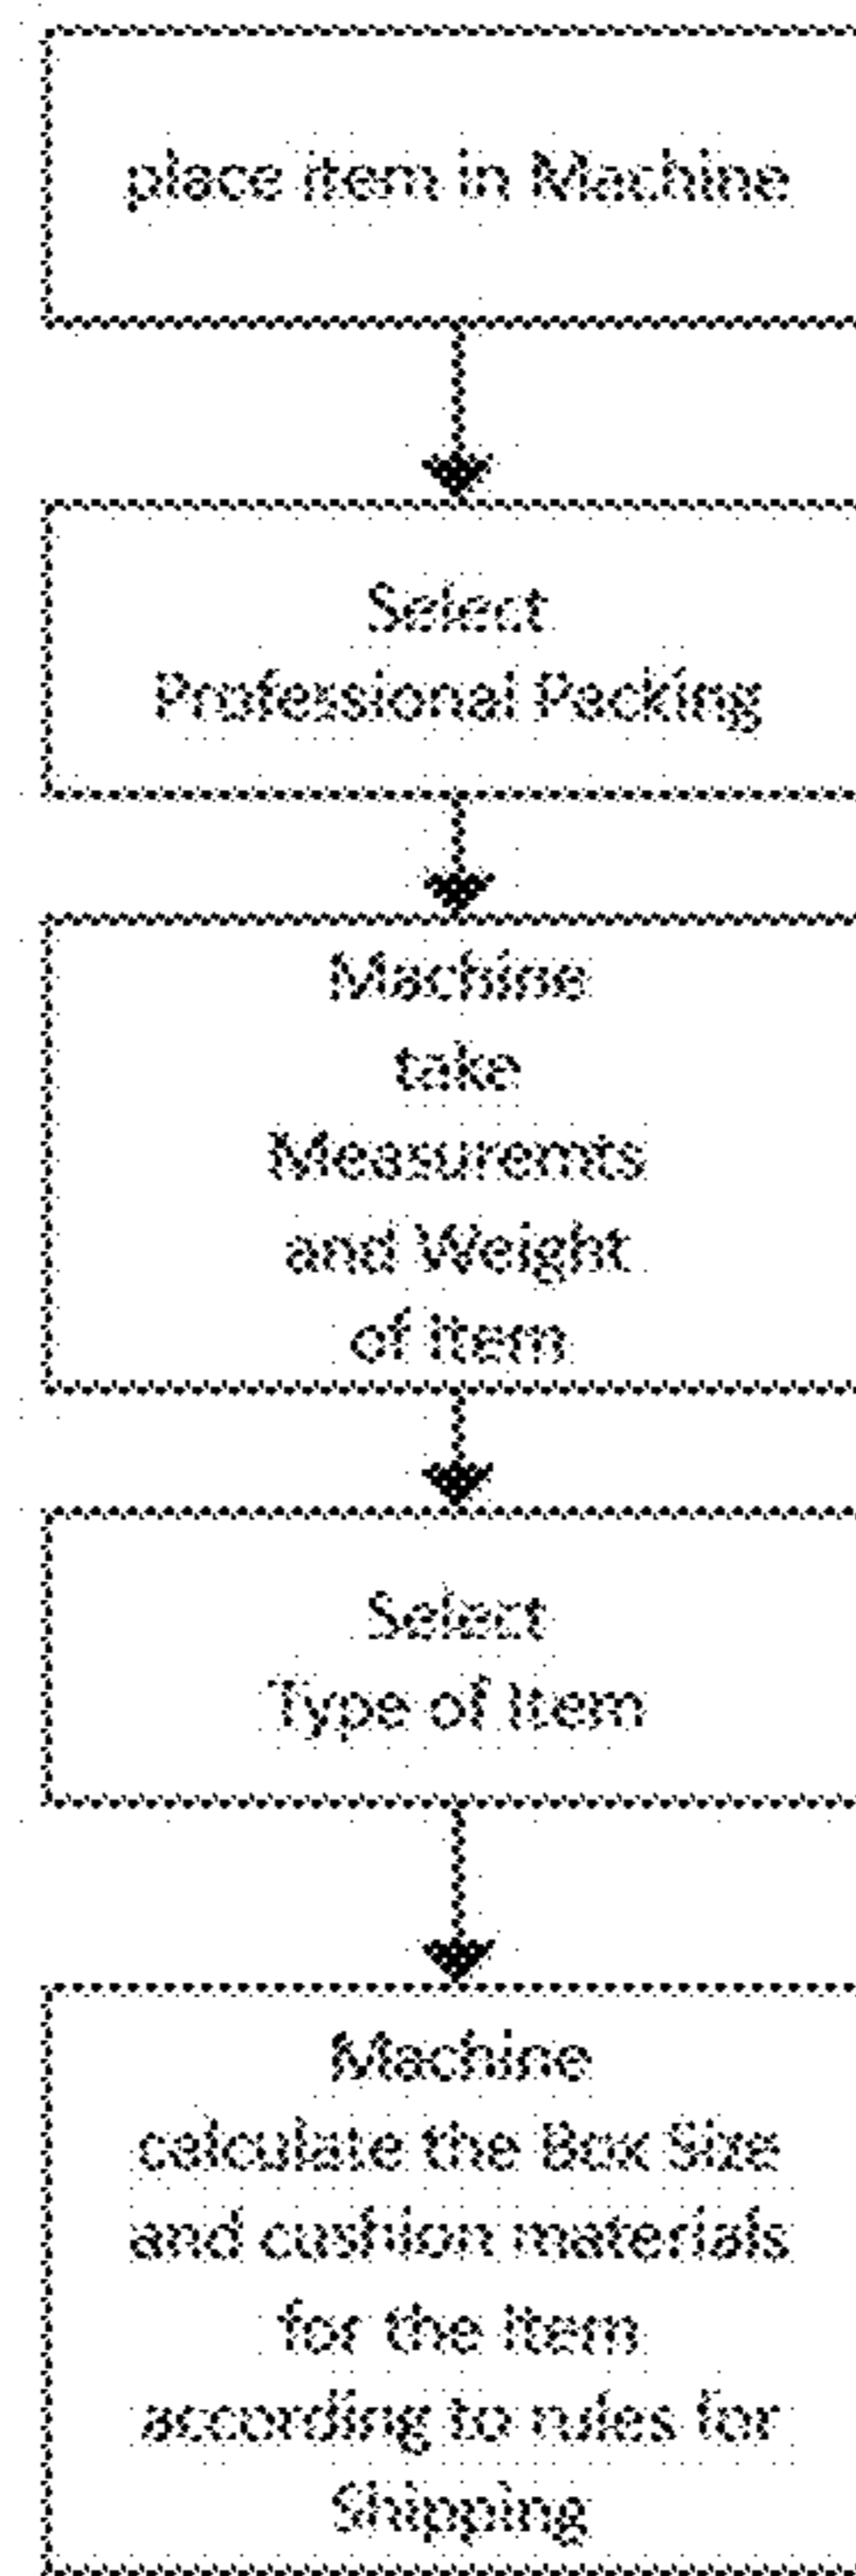 place item in Machine
Select
Professional Packing
Machine
take
Measuremts
and Weight
of Item
Select
Type of Item
Machine
calculate the Box Size
and cushion materials
for the Item
according to rules for
Shipping